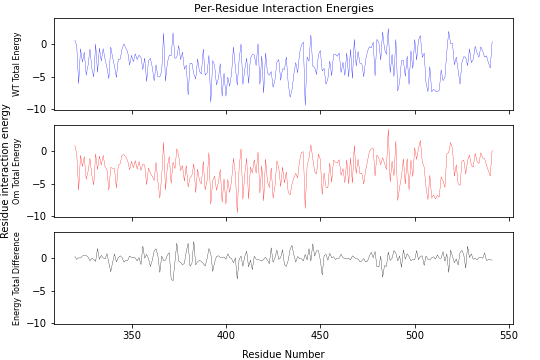 Per-Residue Interaction Energies
Residue interaction energy
WT Total Energy
0
−5
−10
Om Total Energy
0
−5
−10
Energy Total Difference
0
−5
−10
350
400
450
500
550
Residue Number